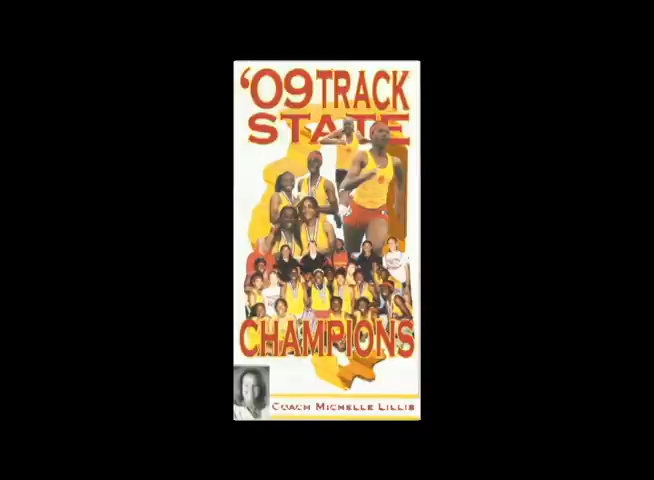 '09 TRACK
STATE
CHAMPIONS
COACH MICHELLE LILLIS